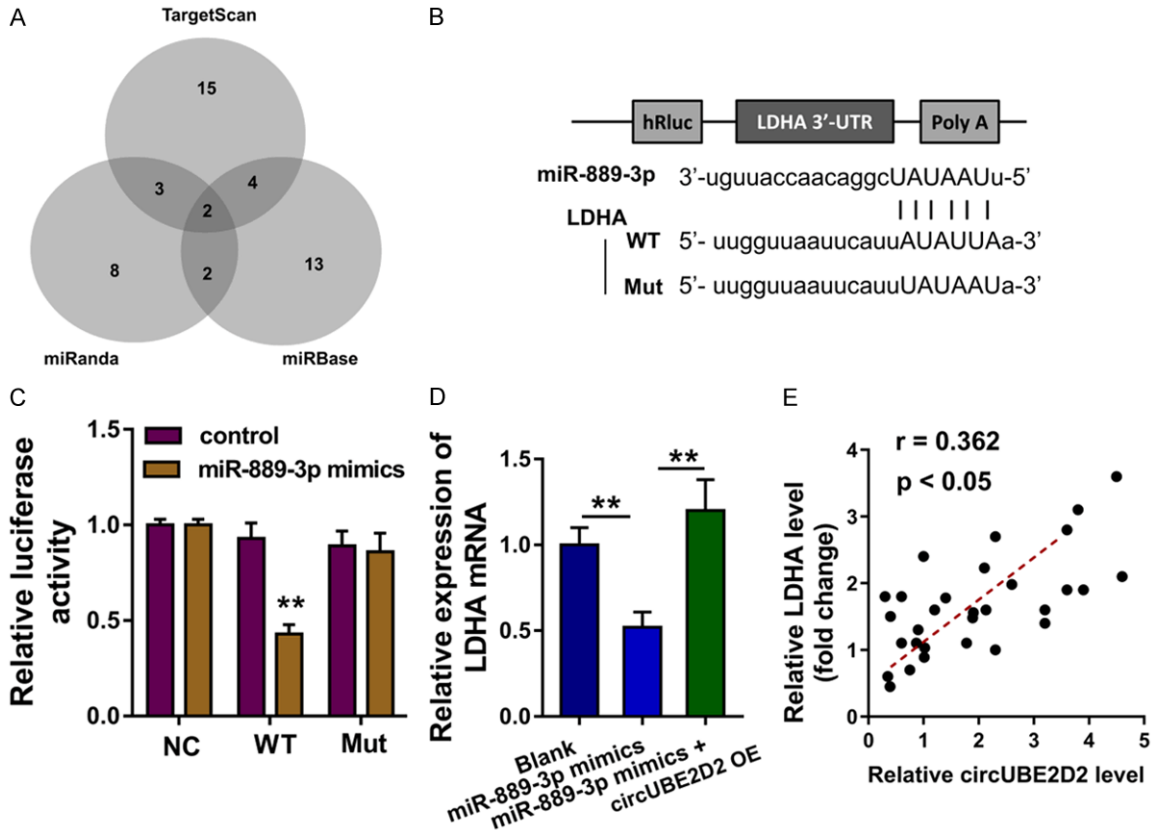 A
TargetScan
15
3
4
2
8
2
13
miRanda
miRBase
B
hRluc
LDHA 3’-UTR
Poly A
miR-889-3p 3’-uguuaccaacaggcUAUAAUu-5’
LDHA
WT 5’- uugguuaauucauuAUAUUAa-3’
Mut 5’- uugguuaauucauuUAUAAUa-3’
C
Relative luciferase
activity
1.5
1.0
0.5
0.0
control
miR-889-3p mimics
**
NC
WT
Mut
D
Relative expression of
LDHA mRNA
1.5
1.0
0.5
0.0
**
**
Blank
miR-889-3p mimics
miR-889-3p mimics +
circUBE2D2 OE
E
r = 0.362
p < 0.05
Relative LDHA level
(fold change)
4
3
2
1
0
0
1
2
3
4
5
Relative circUBE2D2 level